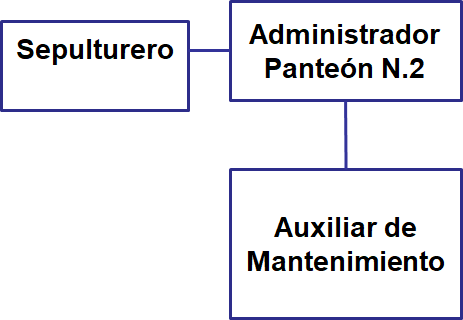 Sepulturero
Administrador
Panteón N.2
Auxiliar de
Mantenimiento